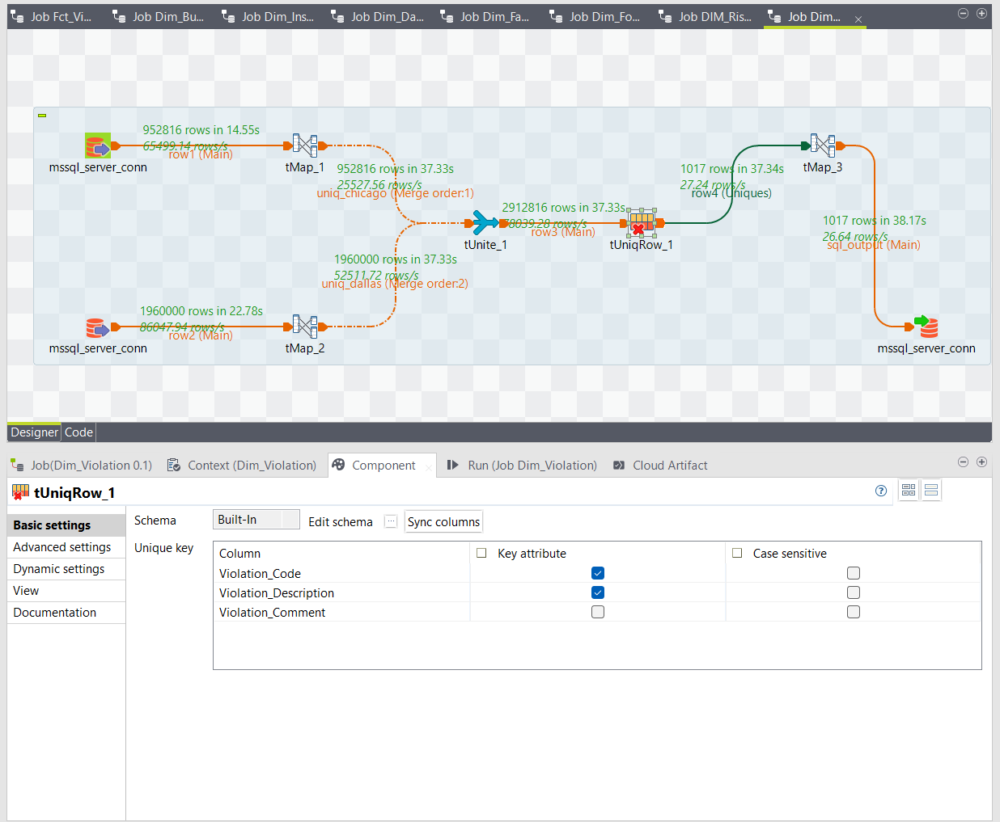 Job Fct_Vi...
Job Dim_Bu...
Job Dim_Ins...
Job Dim_Da...
Job Dim_Fa...
Job Dim_Fo...
Job DIM_Ris...
Job Dim...
952816 rows in 14.55s
65499.14 rows/s
row1 (Main)
mssql_server_conn
tMap_1
952816 rows in 37.33s
25527.56 rows/s
uniq_chicago (Merge order:1)
1017 rows in 37.34s
27.24 rows/s
row4 (Uniques)
tMap_3
2912816 rows in 37.33s
78039.28 rows/s
row3 (Main)
tUnite_1
tUniqRow_1
1017 rows in 38.17s
26.64 rows/s
sql_output (Main)
1960000 rows in 37.33s
52511.72 rows/s
uniq_dallas (Merge order:2)
1960000 rows in 22.78s
86047.94 rows/s
row2 (Main)
mssql_server_conn
tMap_2
mssql_server_conn
Designer
Code
Job(Dim_Violation 0.1)
Context (Dim_Violation)
Component
Run (Job Dim_Violation)
Cloud Artifact
tUniqRow_1
Basic settings
Advanced settings
Dynamic settings
View
Documentation
Schema
Built-In
Edit schema
Sync columns
Unique key
Column
Key attribute
Case sensitive
Violation_Code
Violation_Description
Violation_Comment